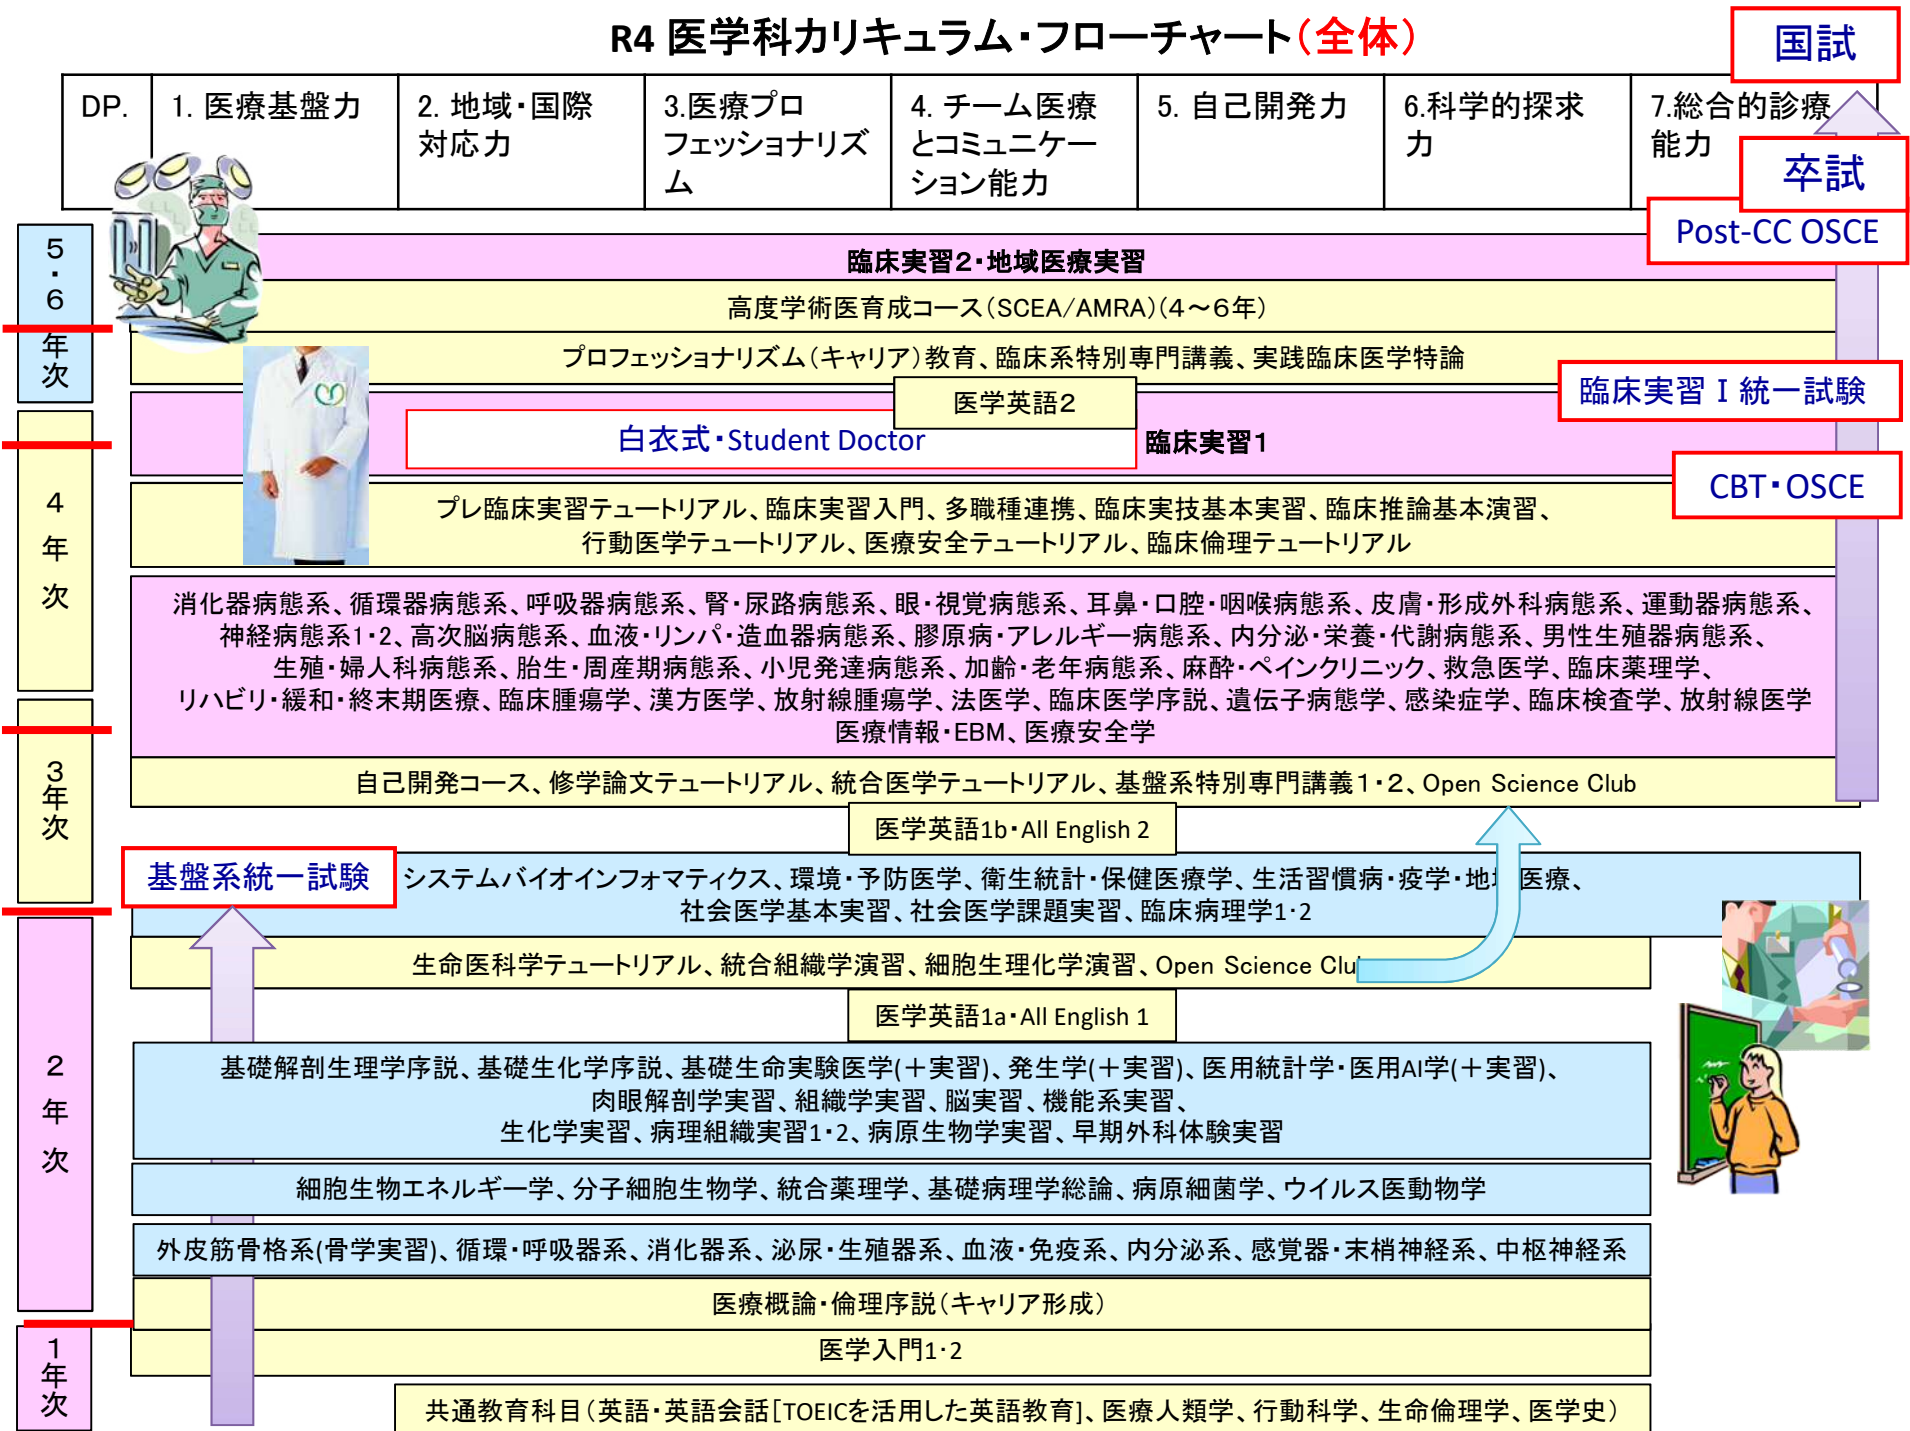 R4 医学科カリキュラム・フローチャート(全体)
国試
DP.
1. 医療基盤力
2. 地域・国際
対応力
3.医療プロ
フェッショナリズ
ム
4. チーム医療
とコミュニケー
ション能力
5. 自己開発力
6.科学的探求
力
7.総合的診療
能力
卒試
Post-CC OSCE
5・6年次
臨床実習2・地域医療実習
高度学術医育成コース(SCEA/AMRA)(4～6年)
プロフェッショナリズム(キャリア)教育、臨床系特別専門講義、実践臨床医学特論
臨床実習Ⅰ統一試験
医学英語2
白衣式・Student Doctor
臨床実習1
CBT・OSCE
4年次
プレ臨床実習テュートリアル、臨床実習入門、多職種連携、臨床実技基本実習、臨床推論基本演習、
行動医学テュートリアル、医療安全テュートリアル、臨床倫理テュートリアル
消化器病態系、循環器病態系、呼吸器病態系、腎・尿路病態系、眼・視覚病態系、耳鼻・口腔・咽喉病態系、皮膚・形成外科病態系、運動器病態系、
神経病態系1・2、高次脳病態系、血液・リンパ・造血器病態系、膠原病・アレルギー病態系、内分泌・栄養・代謝病態系、男性生殖器病態系、
生殖・婦人科病態系、胎生・周産期病態系、小児発達病態系、加齢・老年病態系、麻酔・ペインクリニック、救急医学、臨床薬理学、
リハビリ・緩和・終末期医療、臨床腫瘍学、漢方医学、放射線腫瘍学、法医学、臨床医学序説、遺伝子病態学、感染症学、臨床検査学、放射線医学
医療情報・EBM、医療安全学
3年次
自己開発コース、修学論文テュートリアル、統合医学テュートリアル、基盤系特別専門講義1・2、Open Science Club
医学英語1b・All English 2
基盤系統一試験
システムバイオインフォマティクス、環境・予防医学、衛生統計・保健医療学、生活習慣病・疫学・地域医療、
社会医学基本実習、社会医学課題実習、臨床病理学1・2
生命医科学テュートリアル、統合組織学演習、細胞生理化学演習、Open Science Clu
医学英語1a・All English 1
2年次
基礎解剖生理学序説、基礎生化学序説、基礎生命実験医学(＋実習)、発生学(＋実習)、医用統計学・医用AI学(＋実習)、
肉眼解剖学実習、組織学実習、脳実習、機能系実習、
生化学実習、病理組織実習1・2、病原生物学実習、早期外科体験実習
細胞生物エネルギー学、分子細胞生物学、統合薬理学、基礎病理学総論、病原細菌学、ウイルス医動物学
外皮筋骨格系(骨学実習)、循環・呼吸器系、消化器系、泌尿・生殖器系、血液・免疫系、内分泌系、感覚器・末梢神経系、中枢神経系
医療概論・倫理序説(キャリア形成)
1年次
医学入門1・2
共通教育科目(英語・英語会話[TOEICを活用した英語教育]、医療人類学、行動科学、生命倫理学、医学史)